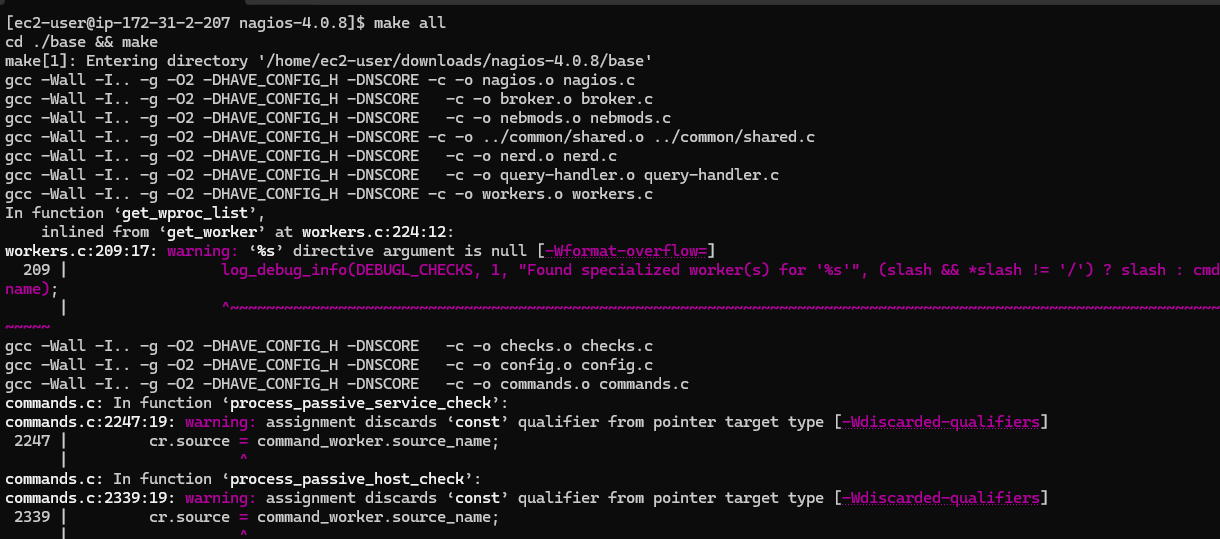 [ec2-user@ip-172-31-2-207 nagios-4.0.8]$ make all
cd ./base && make
make[1]: Entering directory '/home/ec2-user/downloads/nagios-4.0.8/base'
gcc -Wall -I.. -g -O2 -DHAVE_CONFIG_H -DNSCORE -c -o nagios.o nagios.c
gcc -Wall -I.. -g -O2 -DHAVE_CONFIG_H -DNSCORE   -c -o broker.o broker.c
gcc -Wall -I.. -g -O2 -DHAVE_CONFIG_H -DNSCORE   -c -o nebmods.o nebmods.c
gcc -Wall -I.. -g -O2 -DHAVE_CONFIG_H -DNSCORE -c -o ../common/shared.o ../common/shared.c
gcc -Wall -I.. -g -O2 -DHAVE_CONFIG_H -DNSCORE   -c -o nerd.o nerd.c
gcc -Wall -I.. -g -O2 -DHAVE_CONFIG_H -DNSCORE   -c -o query-handler.o query-handler.c
gcc -Wall -I.. -g -O2 -DHAVE_CONFIG_H -DNSCORE -c -o workers.o workers.c
In function ‘get_wproc_list’,
    inlined from ‘get_worker’ at workers.c:224:12:
workers.c:209:17: warning: ‘%s’ directive argument is null [-Wformat-overflow=]
  209 |                 log_debug_info(DEBUGL_CHECKS, 1, "Found specialized worker(s) for '%s'", (slash && *slash != '/') ? slash : cmd
name);
      |                 ^~~~~~~~~~~~~~~~~~~~~~~~~~~~~~~~~~~~~~~~~~~~~~~~~~~~~~~~~~~~~~~~~~~~~~~~~~~~~~~~~~~~~~~~~~~~~~~~~~~~~~~~~~~~~~~
~~~~~
gcc -Wall -I.. -g -O2 -DHAVE_CONFIG_H -DNSCORE   -c -o checks.o checks.c
gcc -Wall -I.. -g -O2 -DHAVE_CONFIG_H -DNSCORE   -c -o config.o config.c
gcc -Wall -I.. -g -O2 -DHAVE_CONFIG_H -DNSCORE   -c -o commands.o commands.c
commands.c: In function ‘process_passive_service_check’:
commands.c:2247:19: warning: assignment discards ‘const’ qualifier from pointer target type [-Wdiscarded-qualifiers]
 2247 |         cr.source = command_worker.source_name;
      |                   ^
commands.c: In function ‘process_passive_host_check’:
commands.c:2339:19: warning: assignment discards ‘const’ qualifier from pointer target type [-Wdiscarded-qualifiers]
 2339 |         cr.source = command_worker.source_name;
      |                   ^